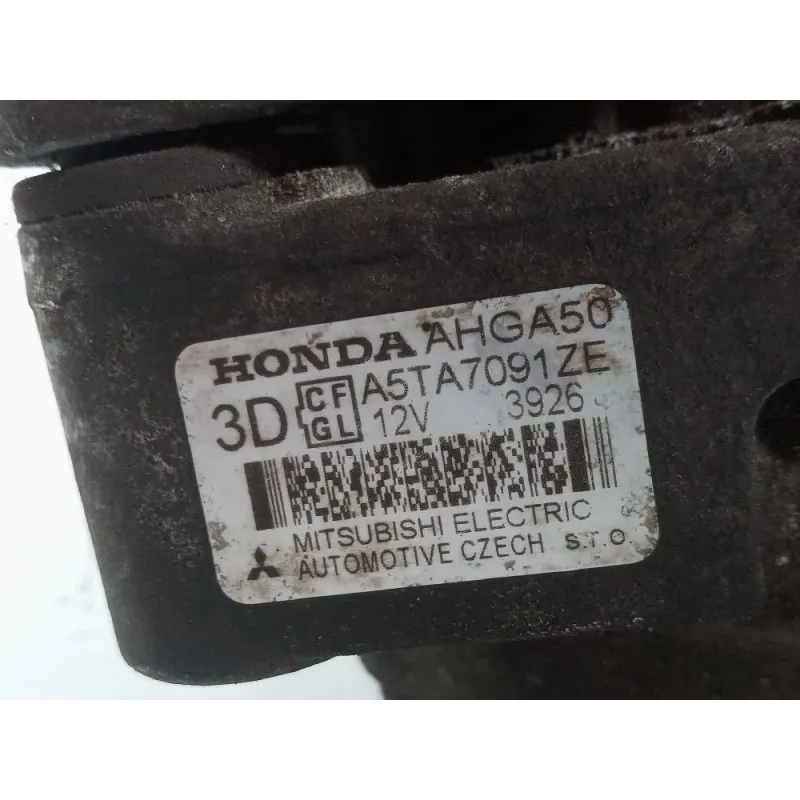 HONDA AHGA50
3D CF GL A5TA7091ZE
12V 3926
MITSUBISHI ELECTRIC
AUTOMOTIVE CZECH S.T.O